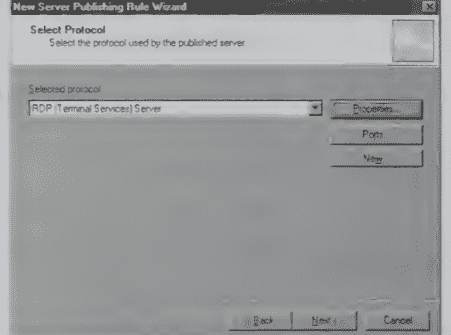 New Server Publishing Rule Wizard
Select Protocol
Select the protocol used by the published server
Selected protocol:
RDP (Terminal Services) Server
Properties...
Ports...
New...
< Back
Next >
Cancel